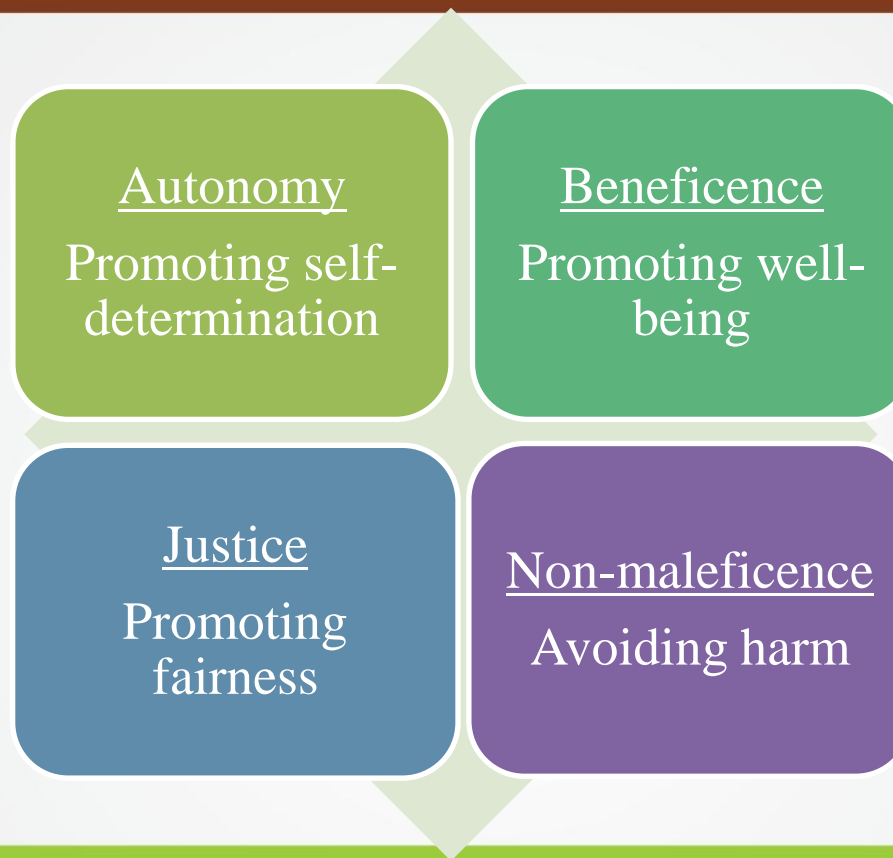 Autonomy
Promoting self-
determination
Beneficence
Promoting well-
being
Justice
Promoting
fairness
Non-maleficence
Avoiding harm